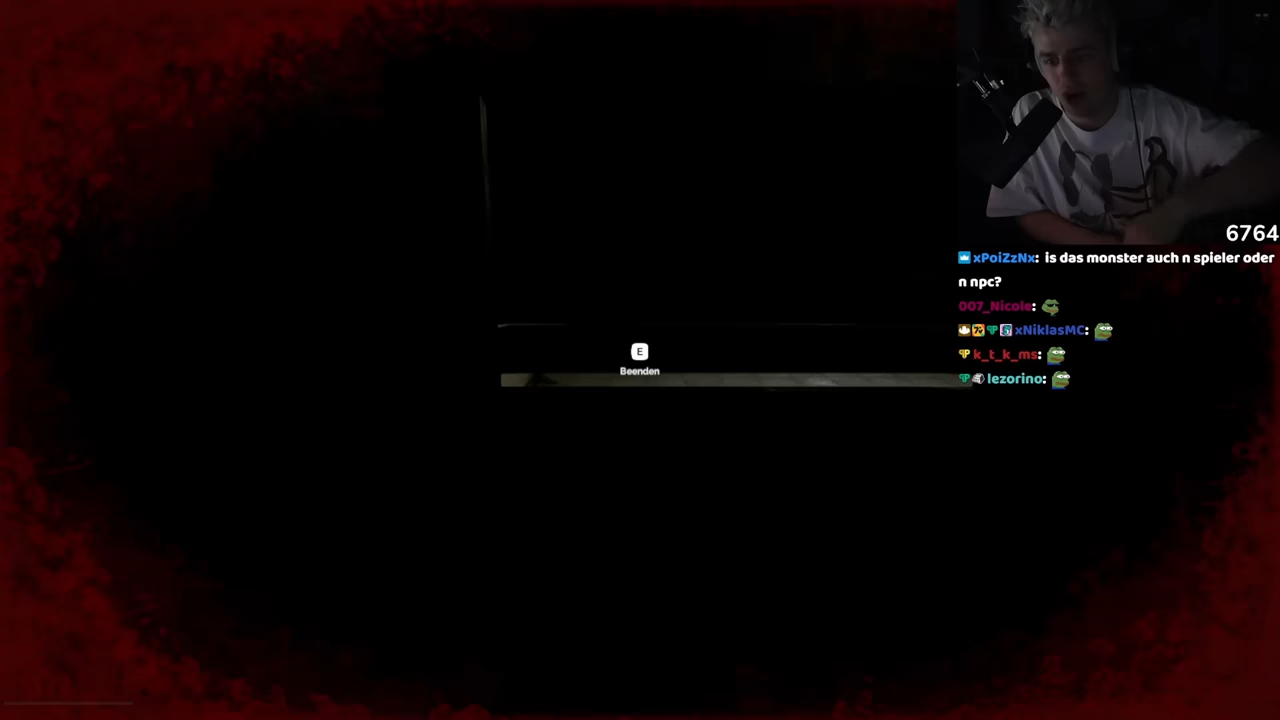 6764
xPoiZzNx: is das monster auch n spieler oder
n npc?
007_Nicole:
xNiklasMC:
E
k_t_k_ms:
Beenden
lezorino: